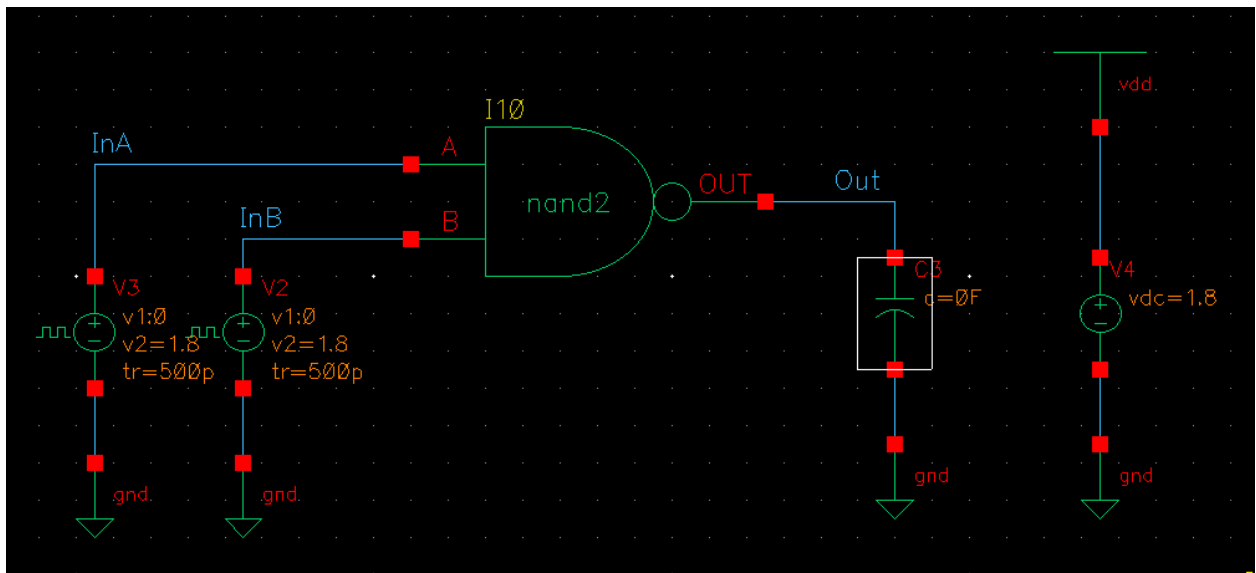 I10
vdd
InA
A
OUT
Out
nand2
InB
B
V3
v1:0
v2=1.8
tr=500p
V2
v1:0
v2=1.8
tr=500p
C3
c=0F
V4
vdc=1.8
gnd
gnd
gnd
gnd